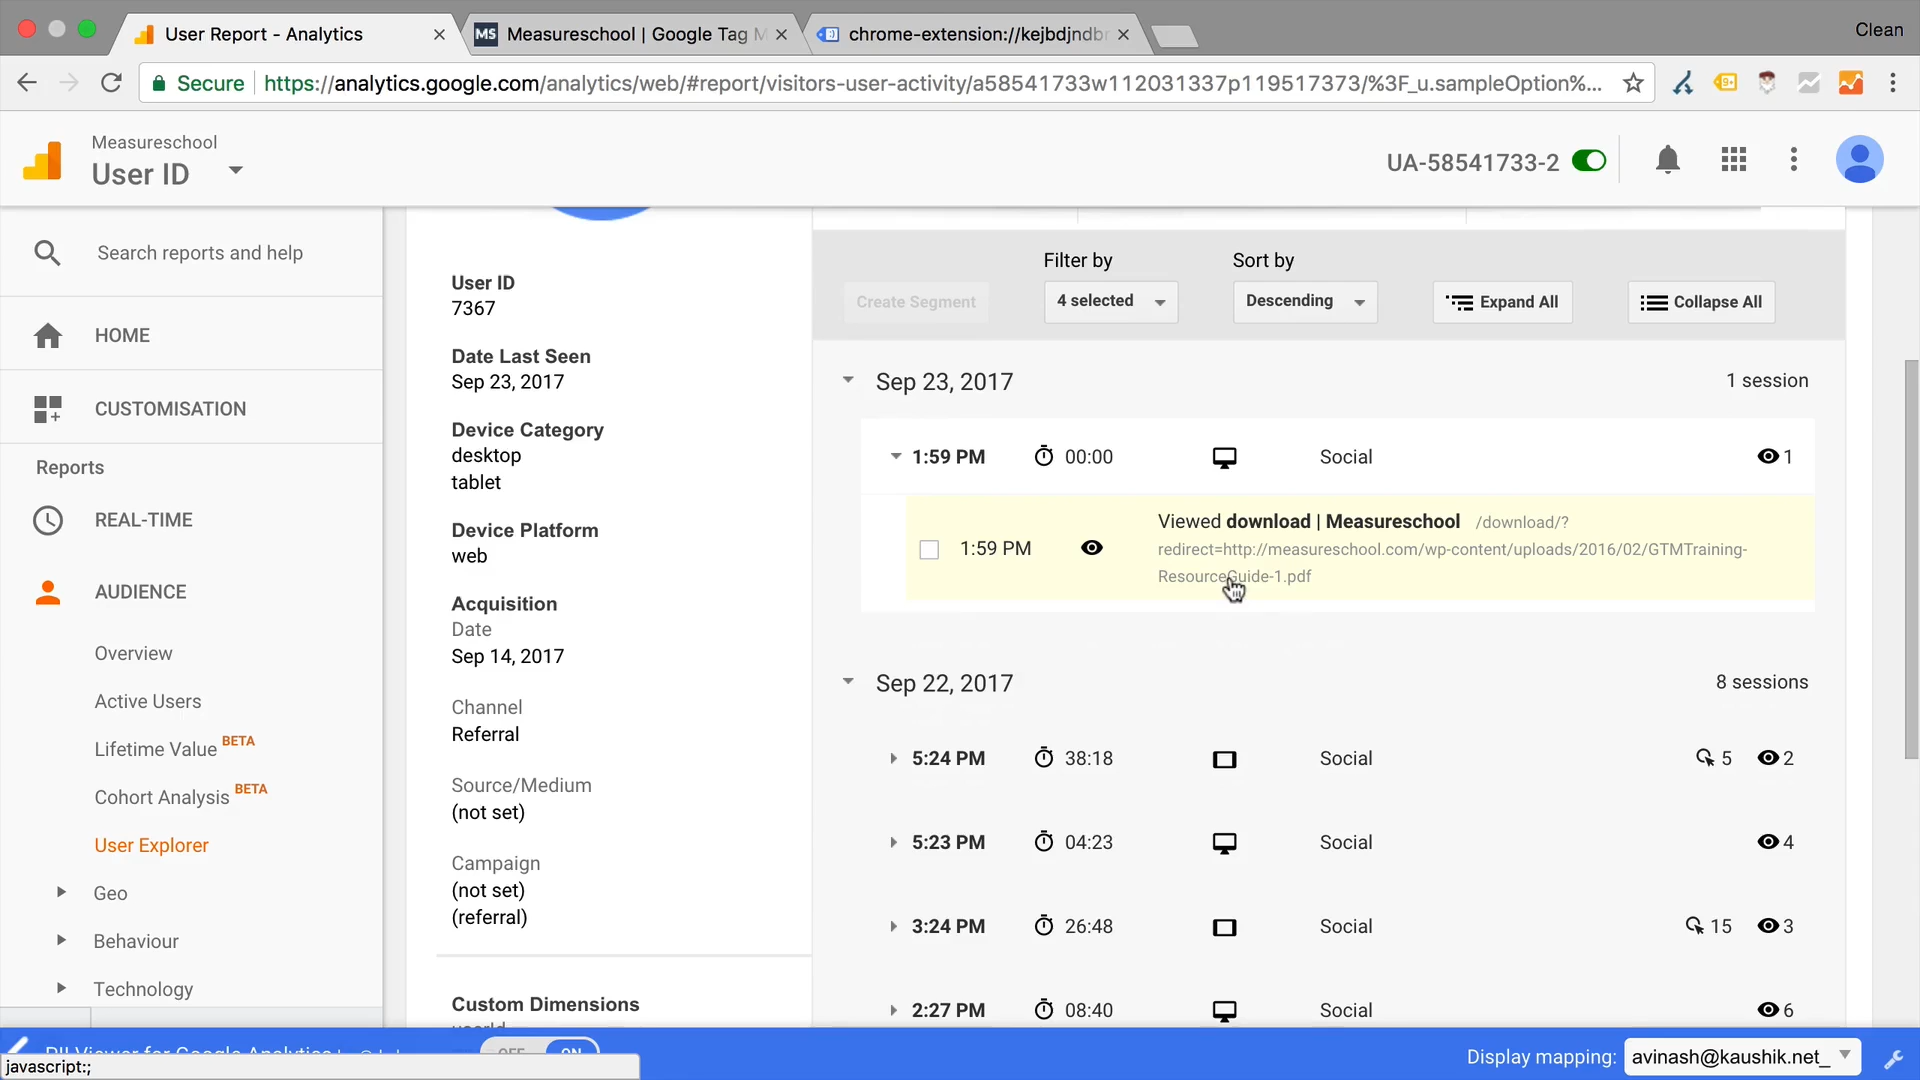 User Report - Analytics
MS Measureschool | Google Tag M
chrome-extension://kejbdjndbn
Clean
Secure
https://analytics.google.com/analytics/web/#report/visitors-user-activity/a58541733w112031337p119517373/%3F_u.sampleOption%...
Measureschool
User ID
UA-58541733-2
Search reports and help
HOME
CUSTOMISATION
Reports
REAL-TIME
AUDIENCE
Overview
Active Users
Lifetime Value BETA
Cohort Analysis BETA
User Explorer
Geo
Behaviour
Technology
User ID
7367
Date Last Seen
Sep 23, 2017
Device Category
desktop
tablet
Device Platform
web
Acquisition
Date
Sep 14, 2017
Channel
Referral
Source/Medium
(not set)
Campaign
(not set)
(referral)
Custom Dimensions
Filter by
Sort by
Create Segment
4 selected
Descending
Expand All
Collapse All
Sep 23, 2017
1 session
1:59 PM 00:00 Social 1
1:59 PM
Viewed download | Measureschool /download/?
redirect=http://measureschool.com/wp-content/uploads/2016/02/GTMTraining-
ResourceGuide-1.pdf
Sep 22, 2017
8 sessions
5:24 PM 38:18 Social 5 2
5:23 PM 04:23 Social 4
3:24 PM 26:48 Social 15 3
2:27 PM 08:40 Social 6
PII Viewer for Google Analytics
OFF ON
javascript:;
Display mapping: avinash@kaushik.net_